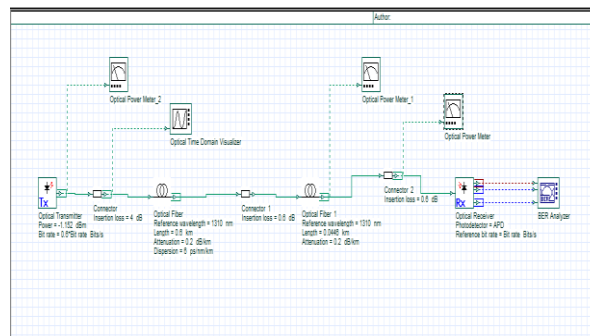 Author:
Optical Power Meter_2
Optical Power Meter_1
Optical Time Domain Visualizer
Optical Power Meter
Tx
Optical Transmitter
Power = -1.152 dBm
Bit rate = 0.6*Bit rate Bits/s
Connector
Insertion loss = 4 dB
Optical Fiber
Reference wavelength = 1310 nm
Length = 0.6 km
Attenuation = 0.2 dB/km
Dispersion = 6 ps/nm/km
Connector 1
Insertion loss = 0.6 dB
Optical Fiber 1
Reference wavelength = 1310 nm
Length = 0.0446 km
Attenuation = 0.2 dB/km
Connector 2
Insertion loss = 0.6 dB
Rx
Optical Receiver
Photodetector = APD
Reference bit rate = Bit rate Bits/s
BER Analyzer